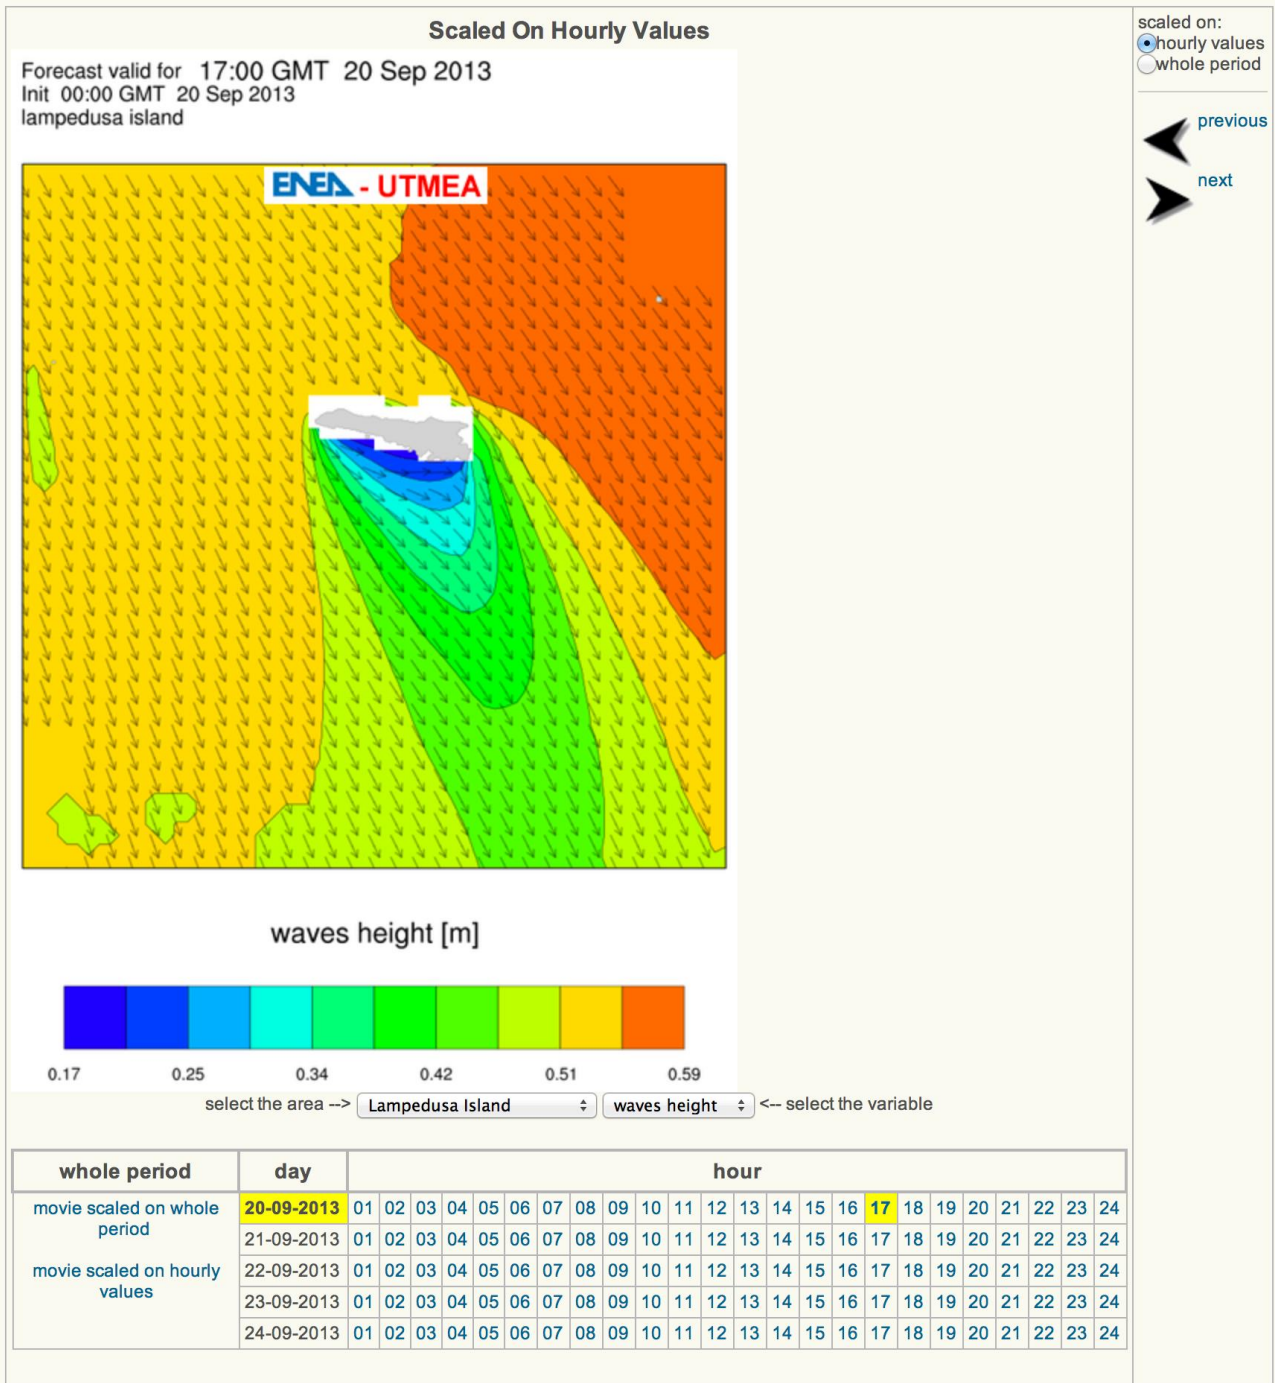 Scaled On Hourly Values
scaled on:
hourly values
whole period
previous
next
Forecast valid for 17:00 GMT 20 Sep 2013
Init 00:00 GMT 20 Sep 2013
lampedusa island
ENEA - UTMEA
waves height [m]
0.17 0.25 0.34 0.42 0.51 0.59
select the area --> Lampedusa Island waves height <-- select the variable
whole period day hour
movie scaled on whole
period
movie scaled on hourly
values
20-09-2013 01 02 03 04 05 06 07 08 09 10 11 12 13 14 15 16 17 18 19 20 21 22 23 24
21-09-2013 01 02 03 04 05 06 07 08 09 10 11 12 13 14 15 16 17 18 19 20 21 22 23 24
22-09-2013 01 02 03 04 05 06 07 08 09 10 11 12 13 14 15 16 17 18 19 20 21 22 23 24
23-09-2013 01 02 03 04 05 06 07 08 09 10 11 12 13 14 15 16 17 18 19 20 21 22 23 24
24-09-2013 01 02 03 04 05 06 07 08 09 10 11 12 13 14 15 16 17 18 19 20 21 22 23 24